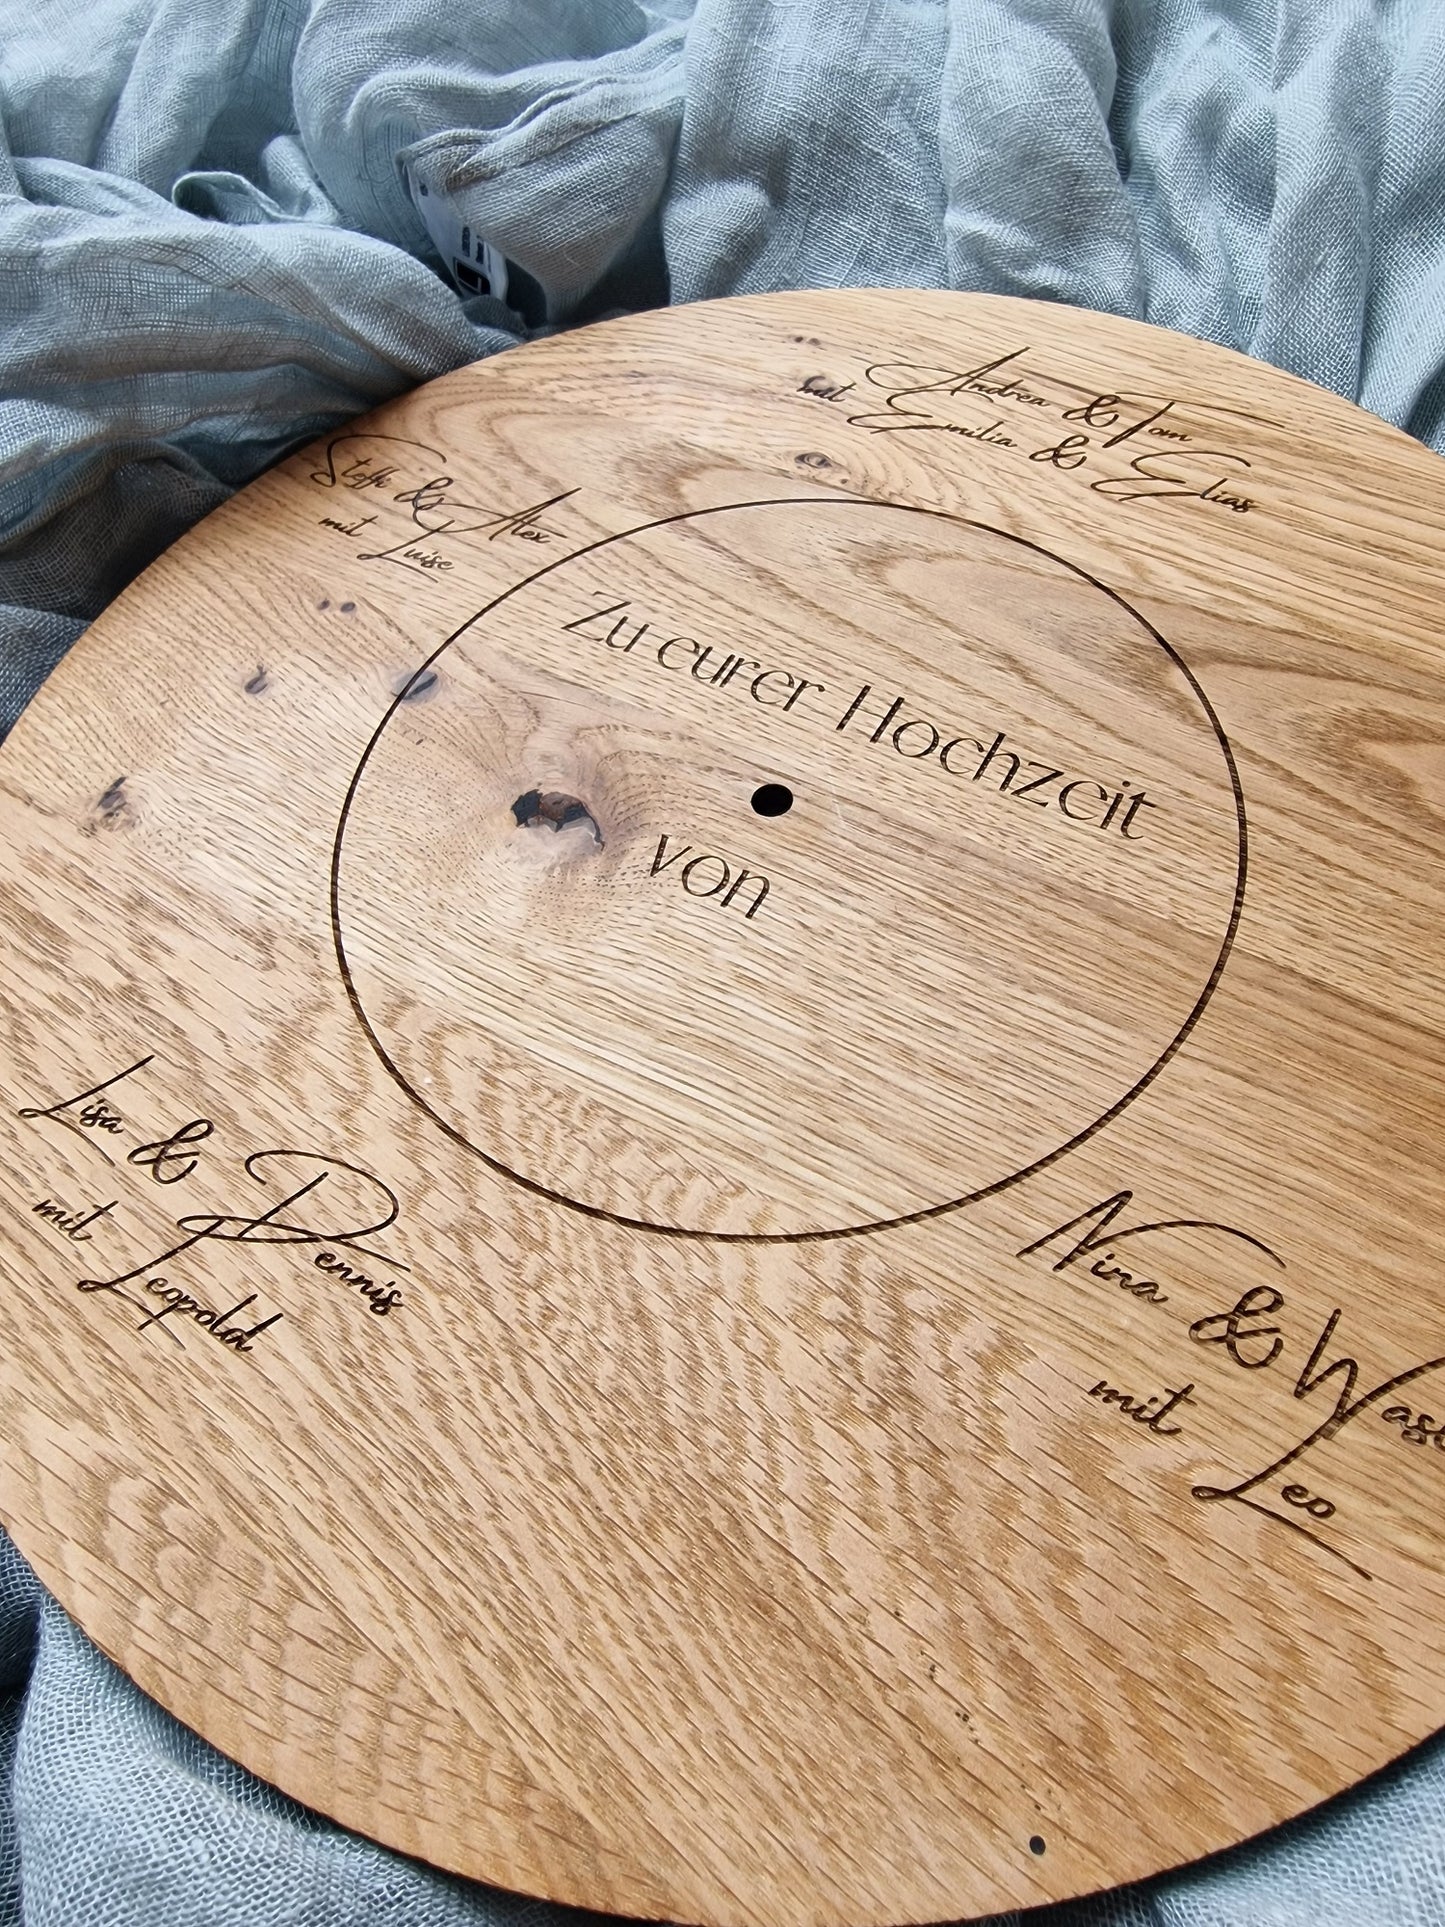 Andrea & Tom
mit Emilia & Elias
Steffi & Alex
mit Luise
Zu eurer Hochzeit
von
Lisa & Dennis
mit Leopold
Nina &
mit Leo